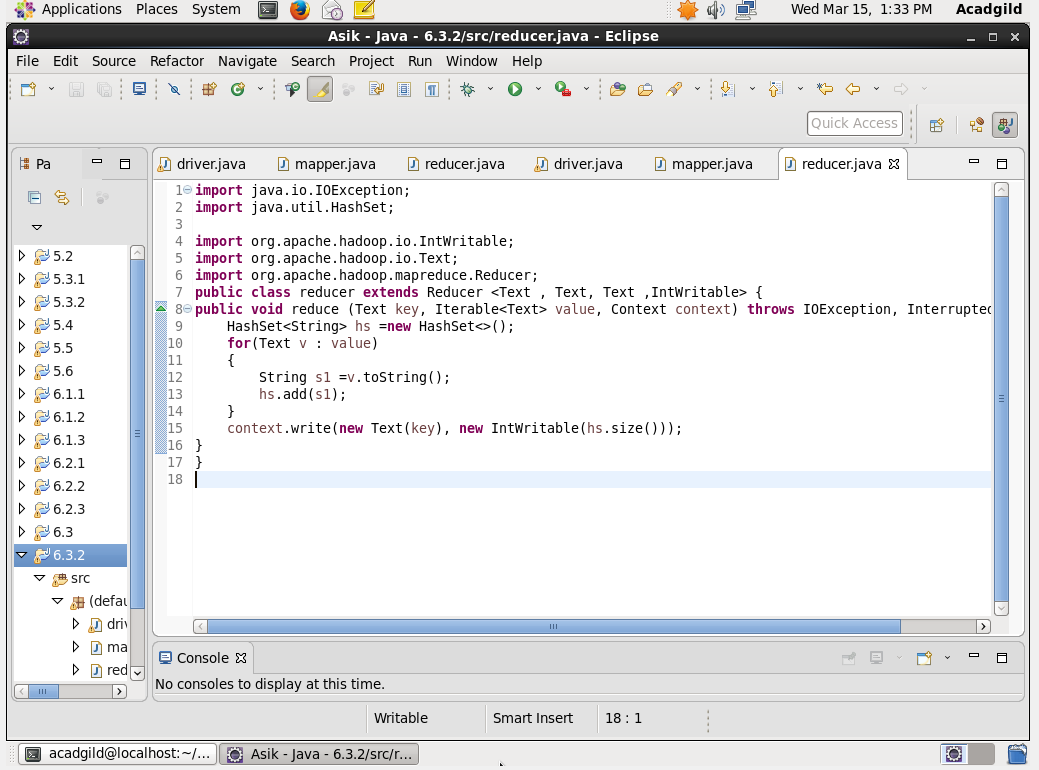 Applications Places System Wed Mar 15, 1:33 PM Acadgild
Asik - Java - 6.3.2/src/reducer.java - Eclipse
File Edit Source Refactor Navigate Search Project Run Window Help
Quick Access
Pa driver.java mapper.java reducer.java driver.java mapper.java reducer.java
1 import java.io.IOException;
2 import java.util.HashSet;
3
4 import org.apache.hadoop.io.IntWritable;
5 import org.apache.hadoop.io.Text;
6 import org.apache.hadoop.mapreduce.Reducer;
7 public class reducer extends Reducer <Text , Text, Text ,IntWritable> {
8 public void reduce (Text key, Iterable<Text> value, Context context) throws IOException, Interrupted
9 HashSet<String> hs =new HashSet<>();
10 for(Text v : value)
11 {
12 String s1 =v.toString();
13 hs.add(s1);
14 }
15 context.write(new Text(key), new IntWritable(hs.size()));
16 }
17 }
18
5.2
5.3.1
5.3.2
5.4
5.5
5.6
6.1.1
6.1.2
6.1.3
6.2.1
6.2.2
6.2.3
6.3
6.3.2
src
(defau
driv
ma
red
Console
No consoles to display at this time.
Writable Smart Insert 18 : 1
acadgild@localhost:~/... Asik - Java - 6.3.2/src/r...